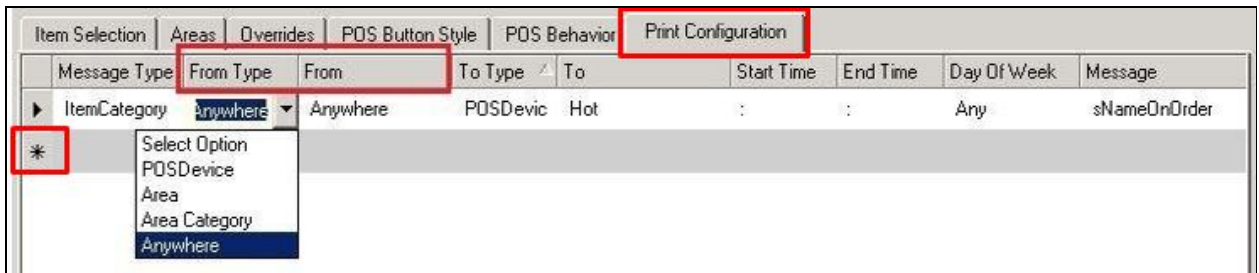 Item Selection Areas Overrides POS Button Style POS Behavior Print Configuration
Message Type From Type From To Type To Start Time End Time Day Of Week Message
ItemCategory Anywhere Anywhere POSDevic Hot : : Any sNameOnOrder
Select Option
POSDevice
Area
Area Category
Anywhere